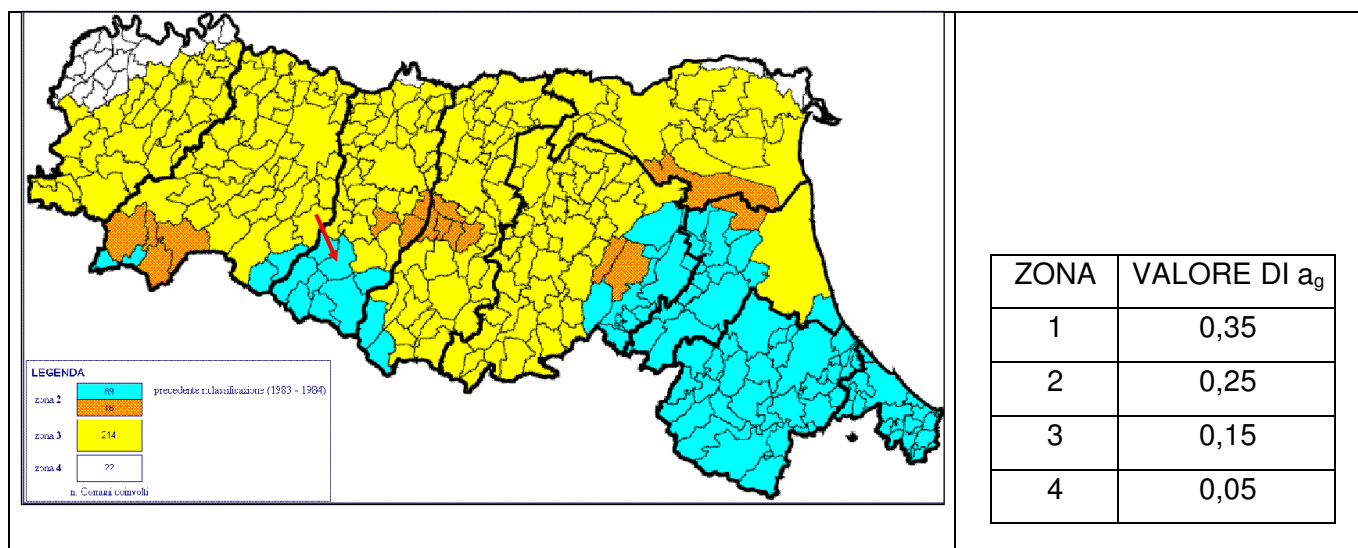 LEGENDA
zona 2
89
precedente riclassificazione (1983 - 1984)
16
zona 3
214
zona 4
22
n. Comuni coinvolti
ZONA VALORE DI ag
1 0,35
2 0,25
3 0,15
4 0,05